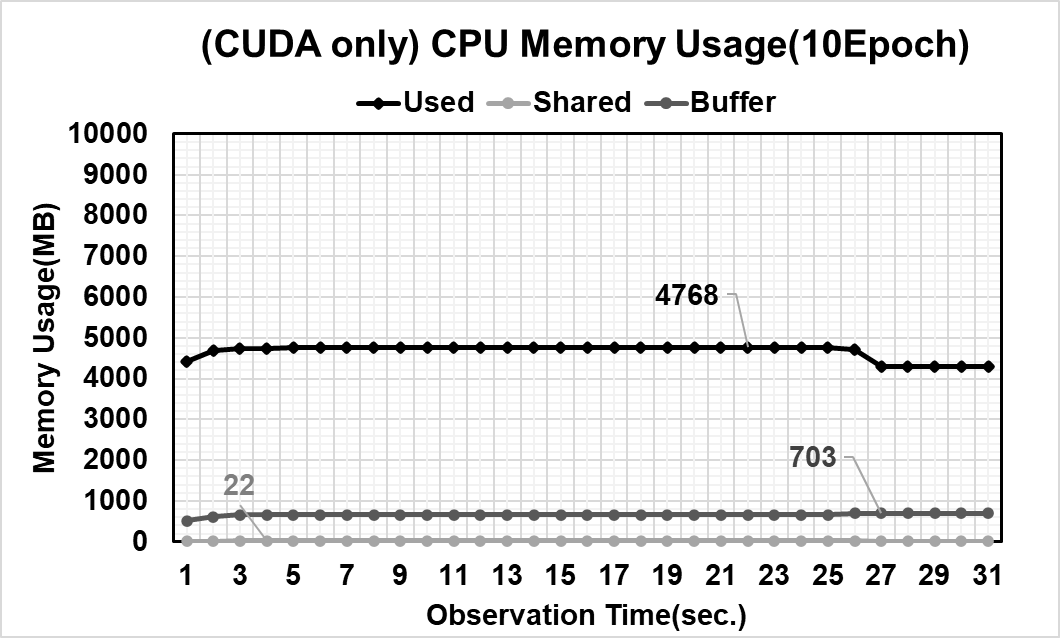 (CUDA only) CPU Memory Usage(10Epoch)
Used Shared Buffer
Memory Usage(MB)
10000
9000
8000
7000
6000
5000
4000
3000
2000
1000
0
4768
703
22
1 3 5 7 9 11 13 15 17 19 21 23 25 27 29 31
Observation Time(sec.)